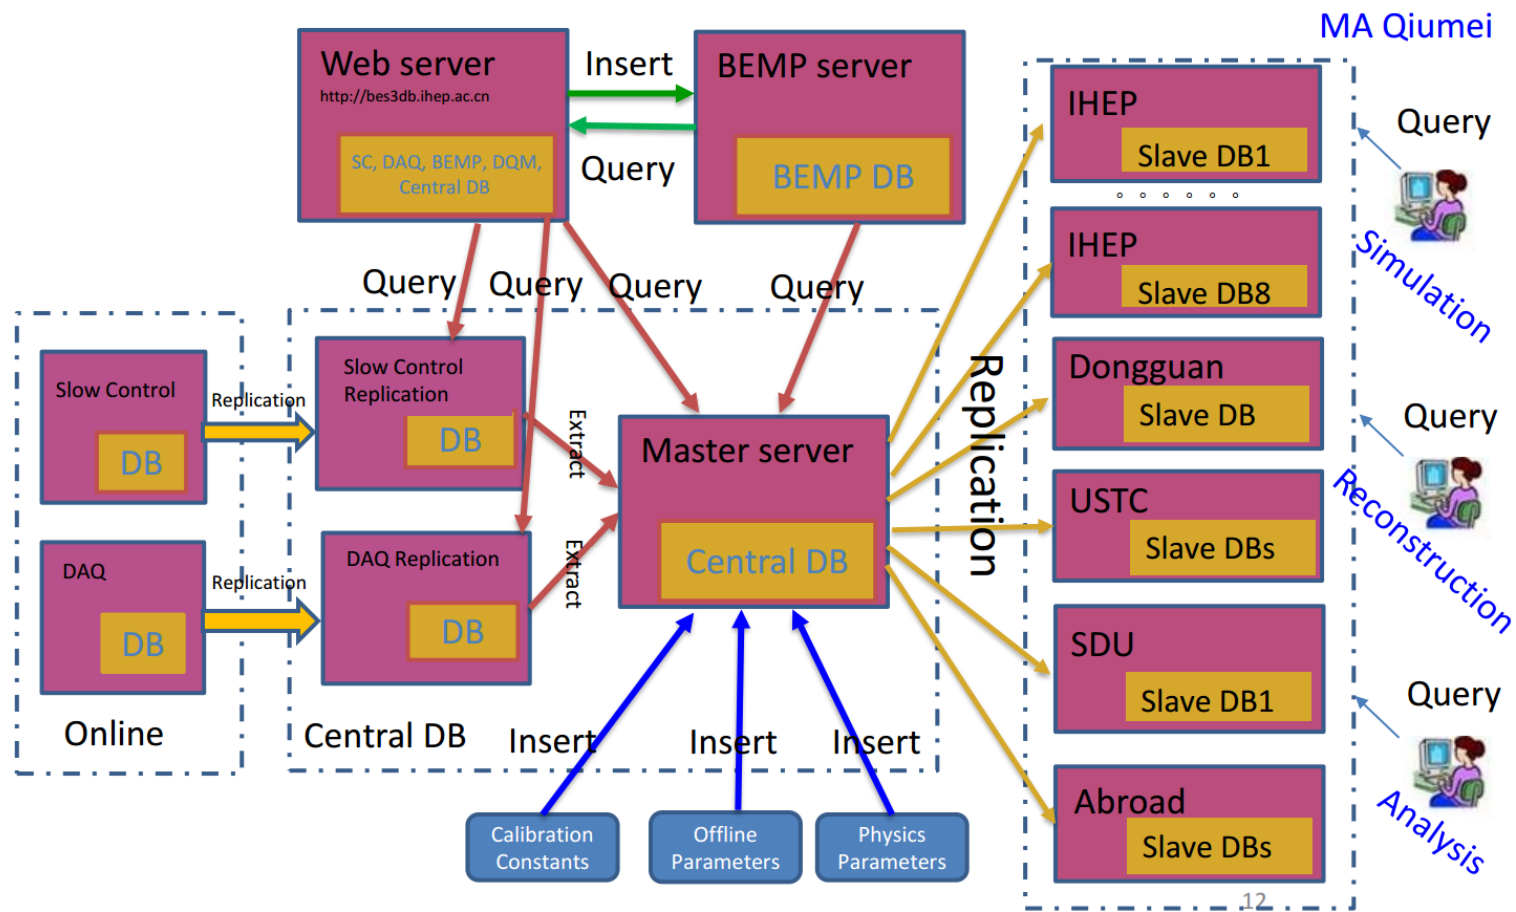 MA Qiumei
Web server
http://bes3db.ihep.ac.cn
SC, DAQ, BEMP, DQM,
Central DB
Insert
Query
BEMP server
BEMP DB
Query
Query
Query
Query
Slow Control
DB
DAQ
DB
Online
Replication
Replication
Slow Control
Replication
DB
DAQ Replication
DB
Central DB
Extract
Extract
Master server
Central DB
Insert
Insert
Insert
Calibration
Constants
Offline
Parameters
Physics
Parameters
Replication
IHEP
Slave DB1
。。。。。。
IHEP
Slave DB8
Dongguan
Slave DB
USTC
Slave DBs
SDU
Slave DB1
Abroad
Slave DBs
Query
Simulation
Query
Reconstruction
Query
Analysis
12